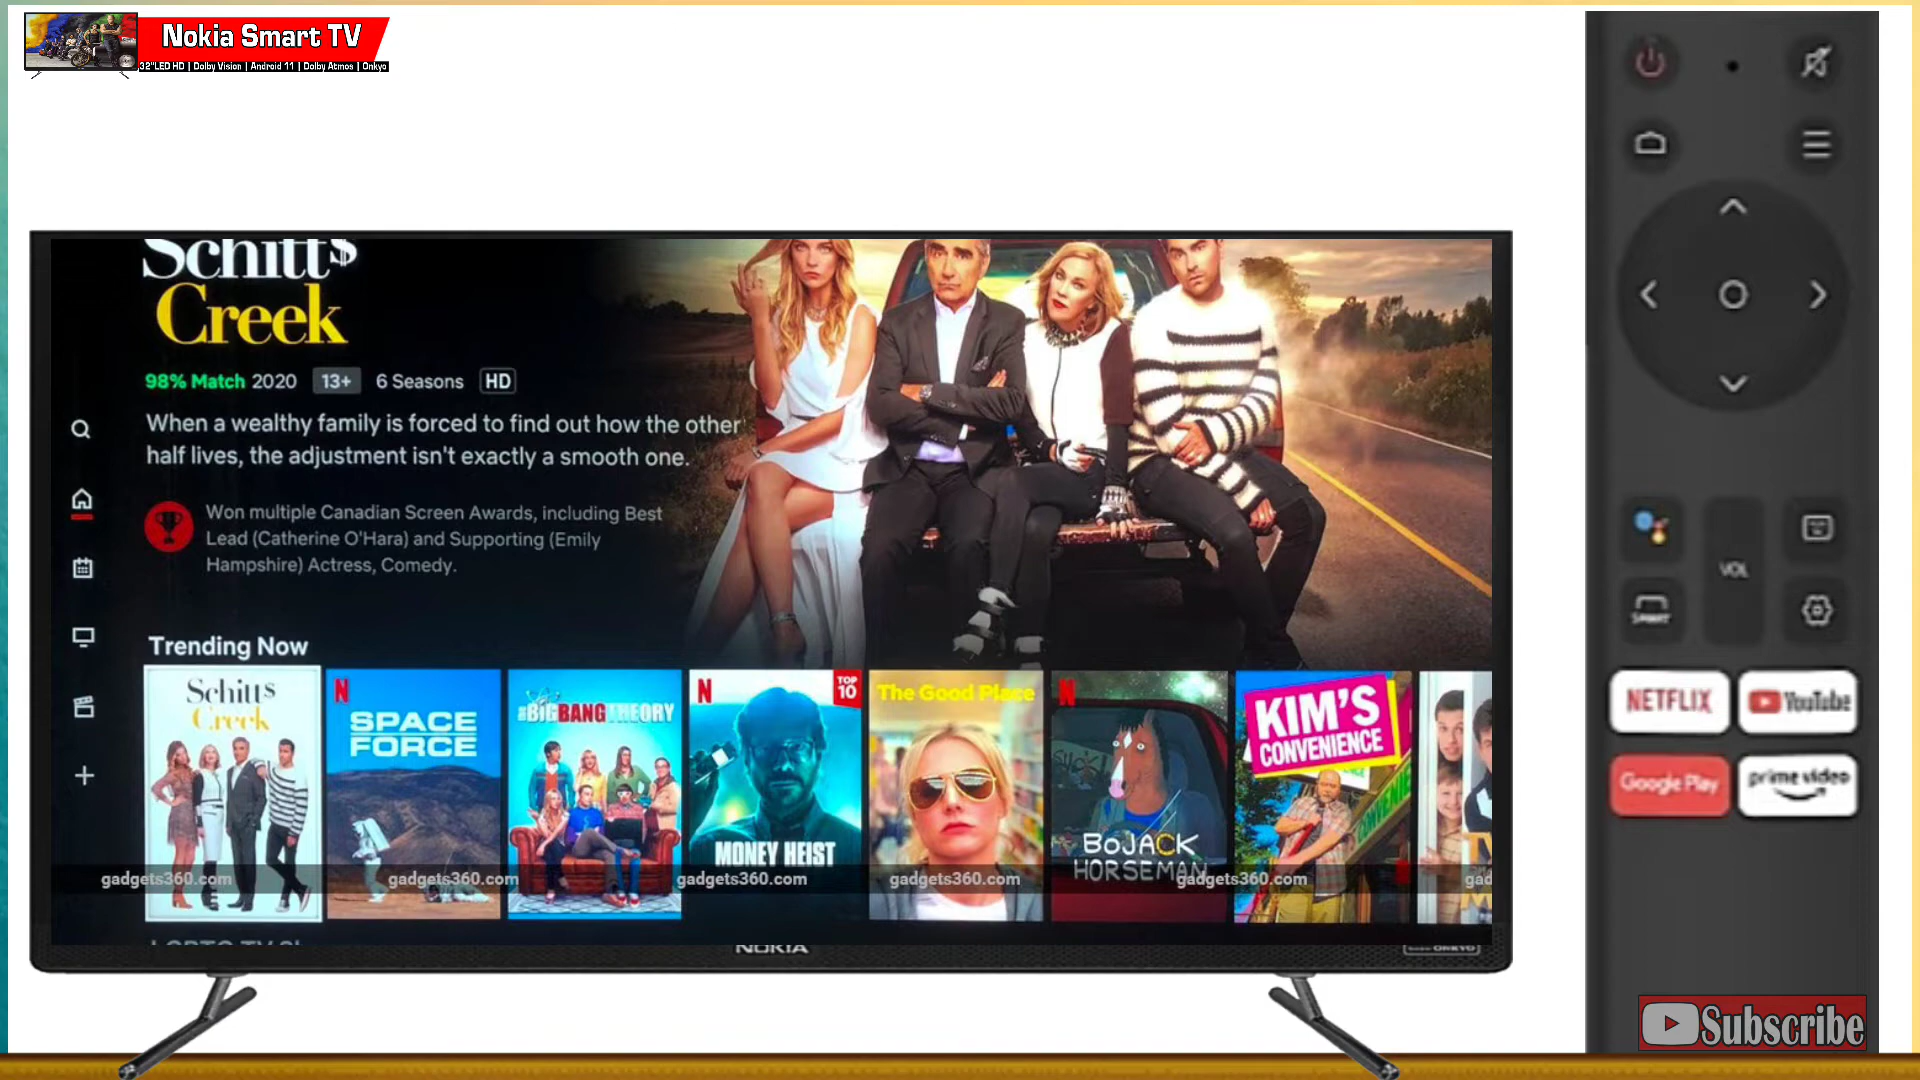 Nokia Smart TV
32"LED HD | Dolby Vision | Android 11 | Dolby Atmos | Onkyo
Schitt$
Creek
98% Match 2020 13+ 6 Seasons HD
When a wealthy family is forced to find out how the other
half lives, the adjustment isn't exactly a smooth one.
Won multiple Canadian Screen Awards, including Best
Lead (Catherine O'Hara) and Supporting (Emily
Hampshire) Actress, Comedy.
Trending Now
Schitt$
Creek
N
SPACE
FORCE
THE BIG BANG THEORY
N
TOP
10
MONEY HEIST
The Good Place
N
BOJACK
HORSEMAN
KIM'S
CONVENIENCE
CONVENIENCE
gadgets360.com gadgets360.com gadgets360.com gadgets360.com gadgets360.com gad
NOKIA
ONKYO
VOL
SMART
NETFLIX
YouTube
Google Play
prime video
Subscribe